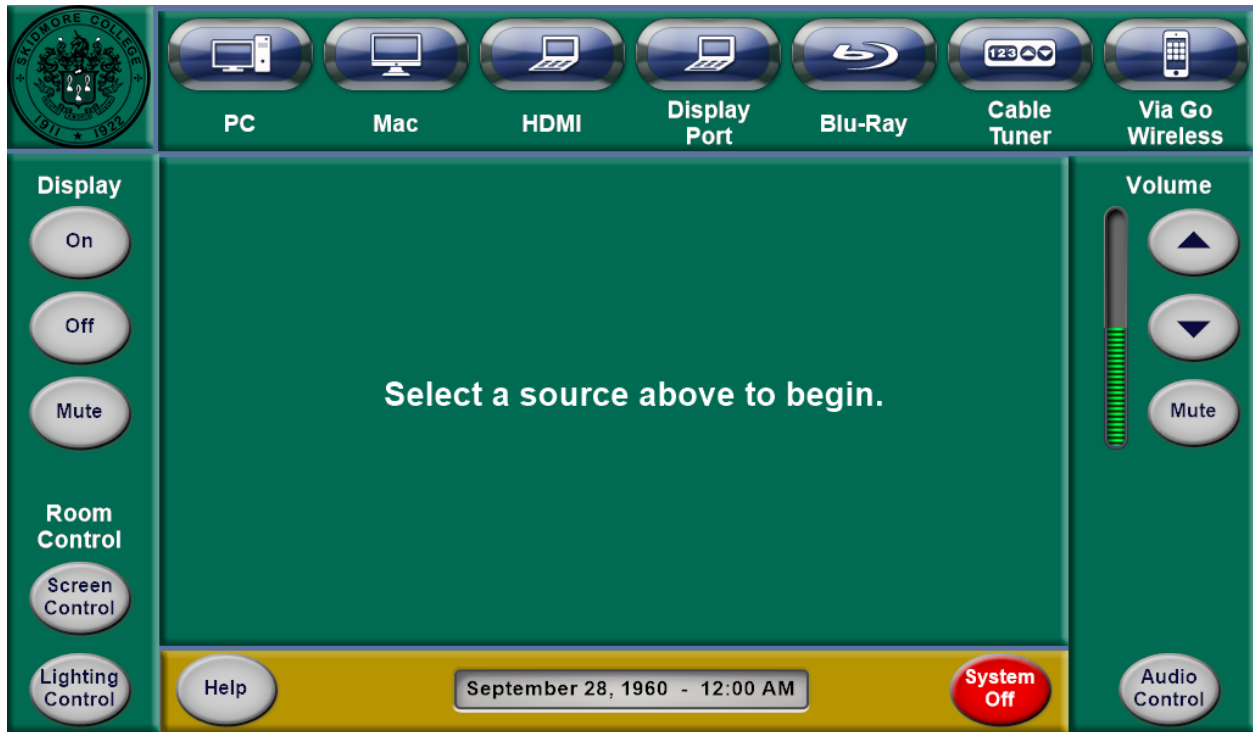 SKIDMORE COLLEGE
1911 ★ 1922
PC
Mac
HDMI
Display
Port
Blu-Ray
123
Cable
Tuner
Via Go
Wireless
Display
On
Off
Mute
Room
Control
Screen
Control
Lighting
Control
Select a source above to begin.
Volume
Mute
Audio
Control
Help
September 28, 1960 - 12:00 AM
System
Off